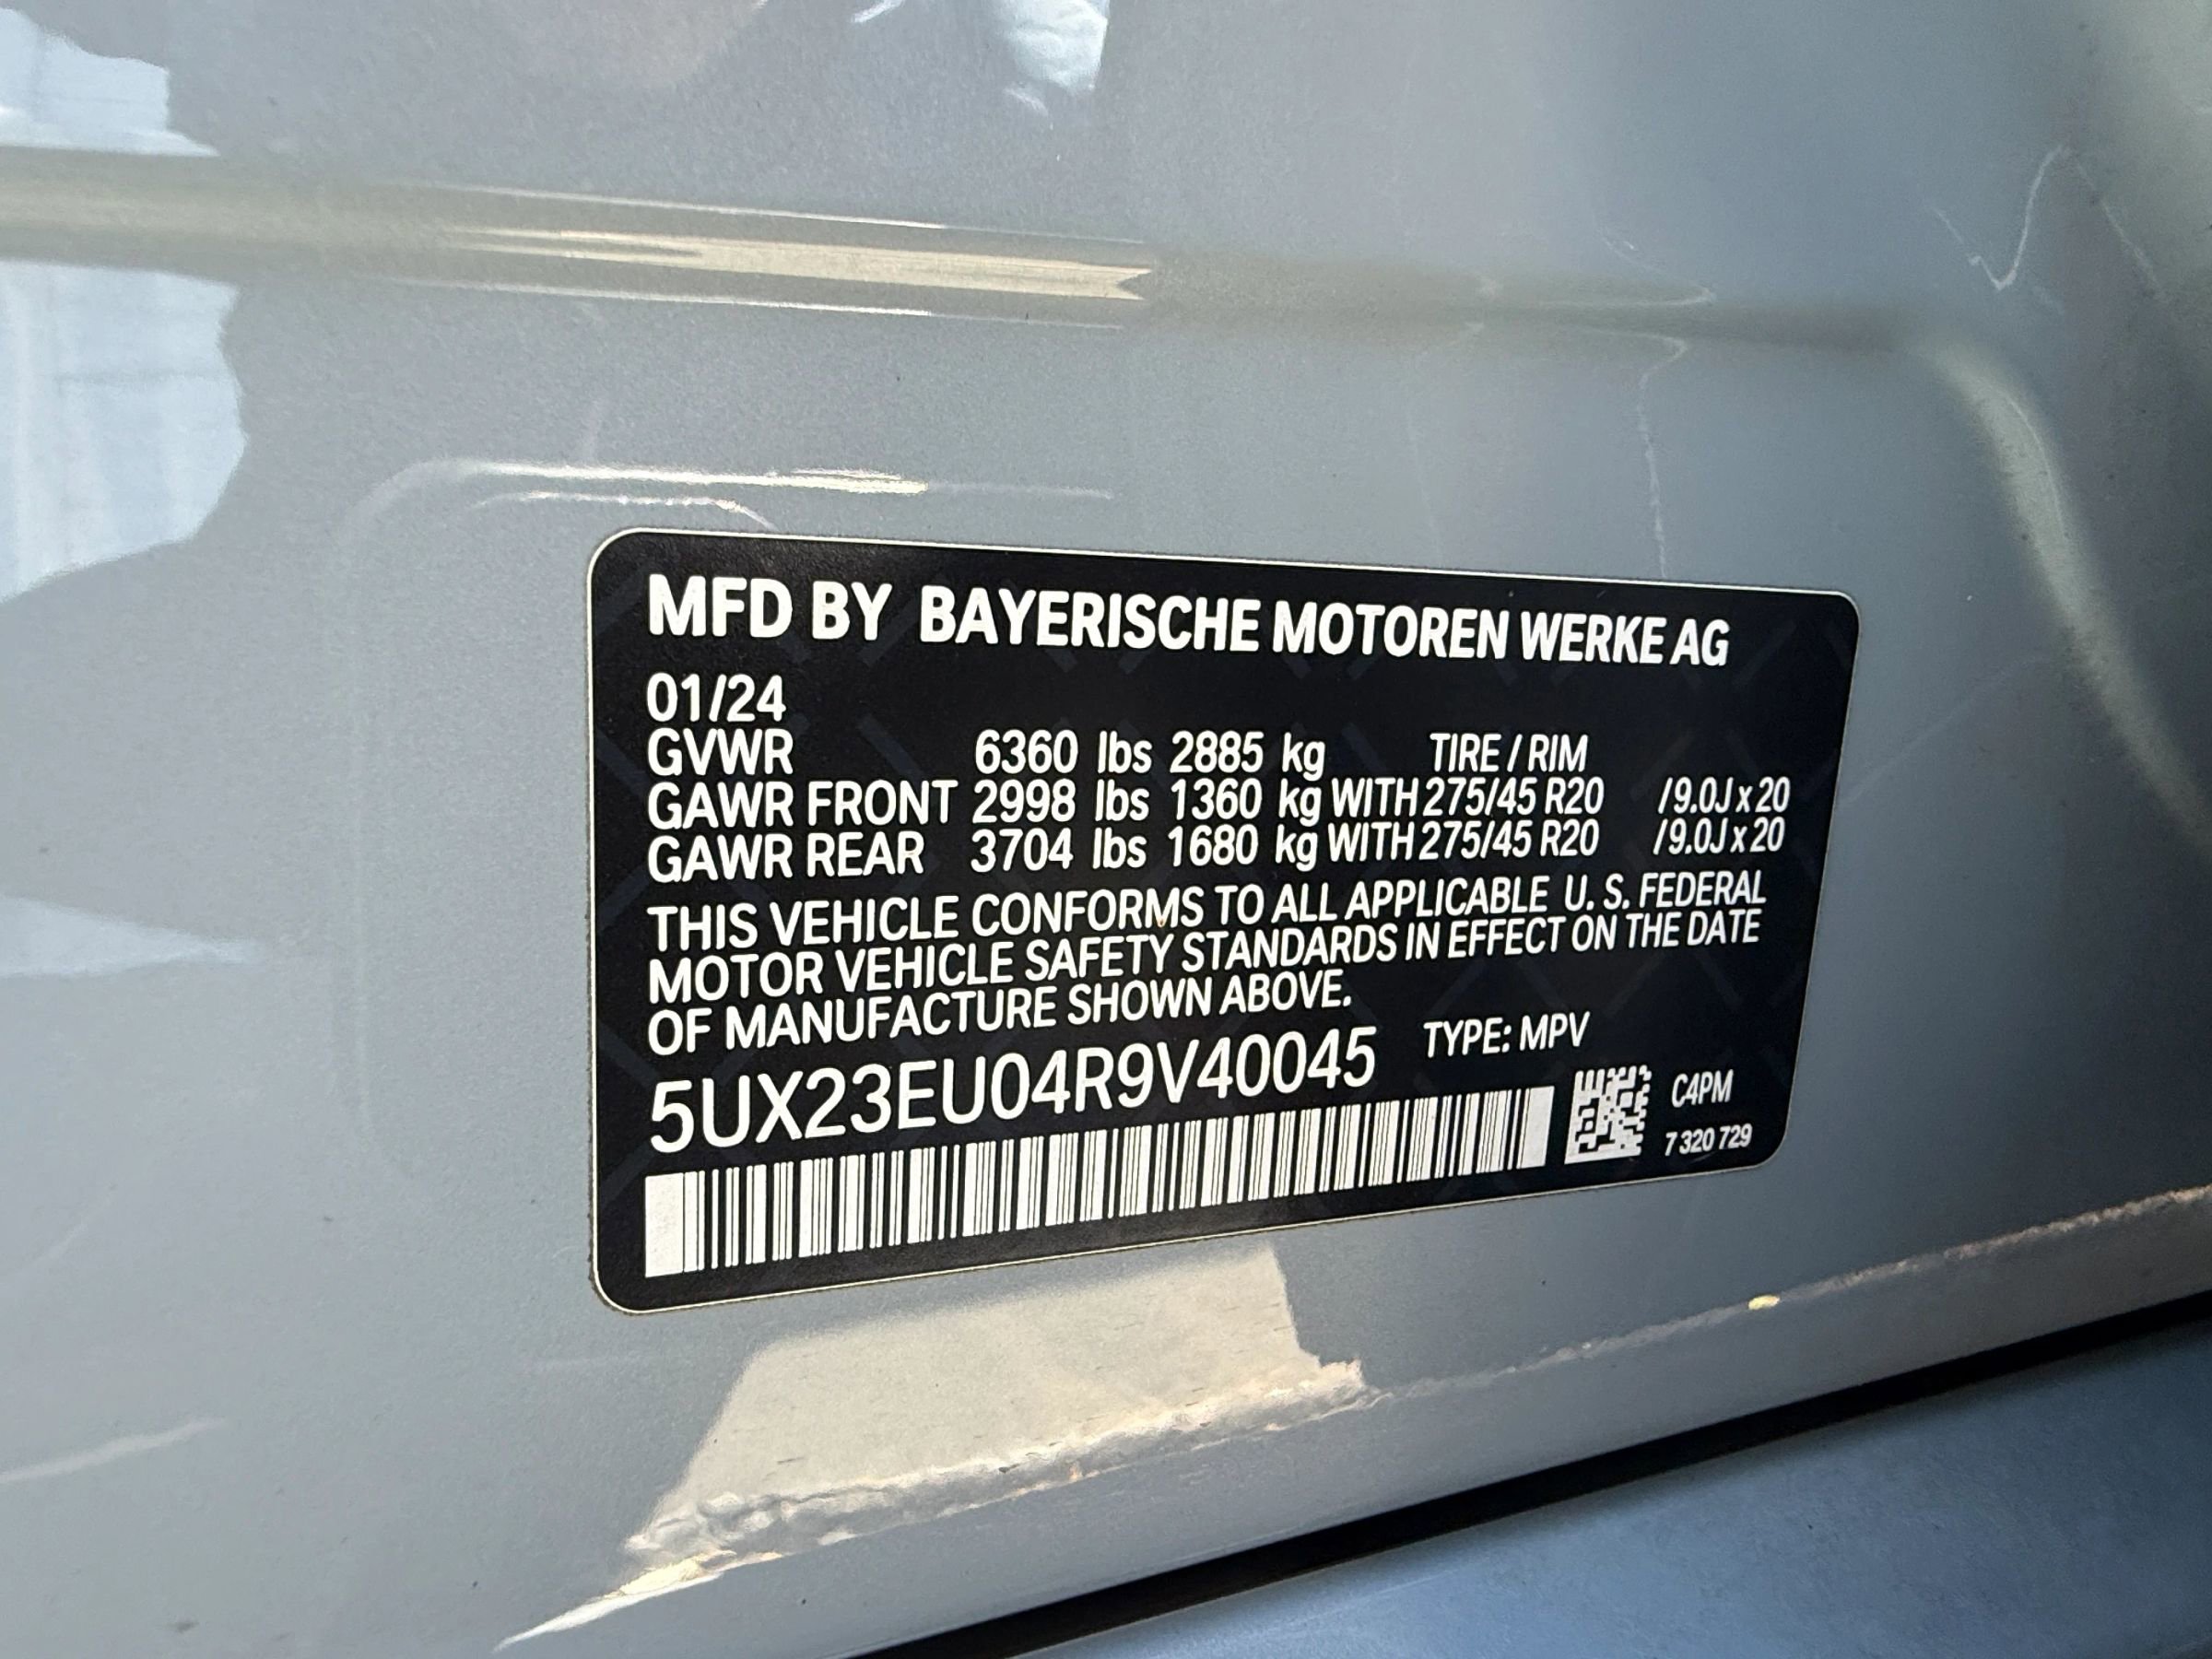 MFD BY BAYERISCHE MOTOREN WERKE AG
01/24
GVWR 6360 lbs 2885 kg TIRE / RIM
GAWR FRONT 2998 lbs 1360 kg WITH 275/45 R20 /9.0J x 20
GAWR REAR 3704 lbs 1680 kg WITH 275/45 R20 /9.0J x 20
THIS VEHICLE CONFORMS TO ALL APPLICABLE U. S. FEDERAL
MOTOR VEHICLE SAFETY STANDARDS IN EFFECT ON THE DATE
OF MANUFACTURE SHOWN ABOVE.
5UX23EU04R9V40045 TYPE: MPV
C4PM
7 320 729